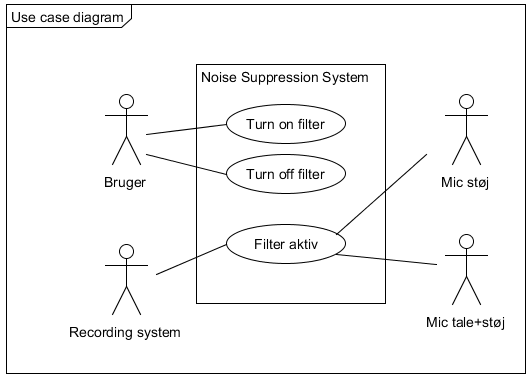 Use case diagram
Noise Suppression System
Turn on filter
Bruger
Turn off filter
Mic støj
Filter aktiv
Recording system
Mic tale+støj